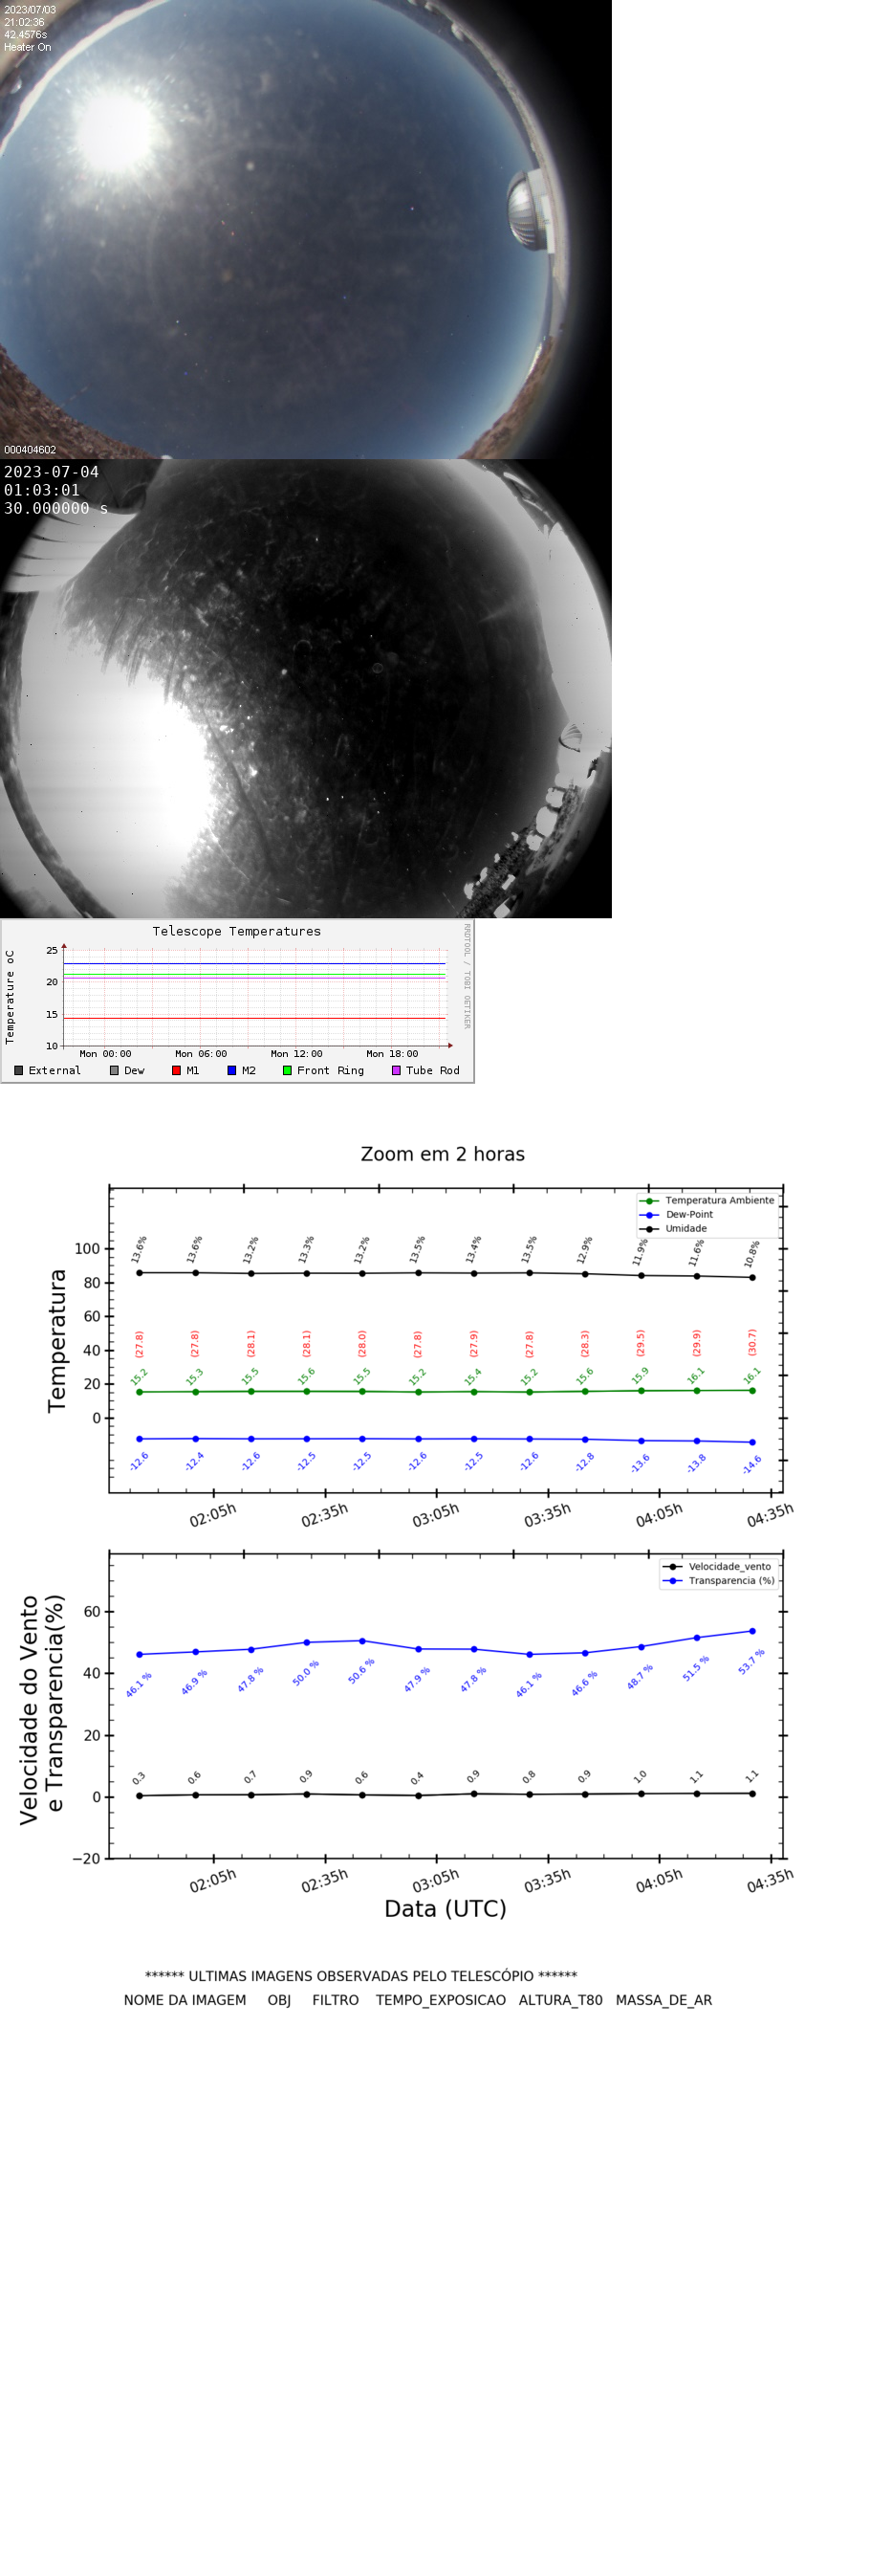 2023/07/03
21:02:36
42.4576s
Heater On
000404602
2023-07-04
01:03:01
30.000000 s
Telescope Temperatures
RRDTOOL / TOBI OETIKER
Temperature oC
25
20
15
10
Mon 00:00 Mon 06:00 Mon 12:00 Mon 18:00
External Dew M1 M2 Front Ring Tube Rod
Zoom em 2 horas
Temperatura Ambiente
Dew-Point
Umidade
Temperatura
100
80
60
40
20
0
13.6% 13.6% 13.2% 13.3% 13.2% 13.5% 13.4% 13.5% 12.9% 11.9% 11.6% 10.8%
(27.8) (27.8) (28.1) (28.1) (28.0) (27.8) (27.9) (27.8) (28.3) (29.5) (29.9) (30.7)
15.2 15.3 15.5 15.6 15.5 15.2 15.4 15.2 15.6 15.9 16.1 16.1
-12.6 -12.4 -12.6 -12.5 -12.5 -12.6 -12.5 -12.6 -12.8 -13.6 -13.8 -14.6
02:05h 02:35h 03:05h 03:35h 04:05h 04:35h
Velocidade_vento
Transparencia (%)
Velocidade do Vento
e Transparencia(%)
60
40
20
0
−20
46.1 % 46.9 % 47.8 % 50.0 % 50.6 % 47.9 % 47.8 % 46.1 % 46.6 % 48.7 % 51.5 % 53.7 %
0.3 0.6 0.7 0.9 0.6 0.4 0.9 0.8 0.9 1.0 1.1 1.1
02:05h 02:35h 03:05h 03:35h 04:05h 04:35h
Data (UTC)
****** ULTIMAS IMAGENS OBSERVADAS PELO TELESCÓPIO ******
NOME DA IMAGEM OBJ FILTRO TEMPO_EXPOSICAO ALTURA_T80 MASSA_DE_AR